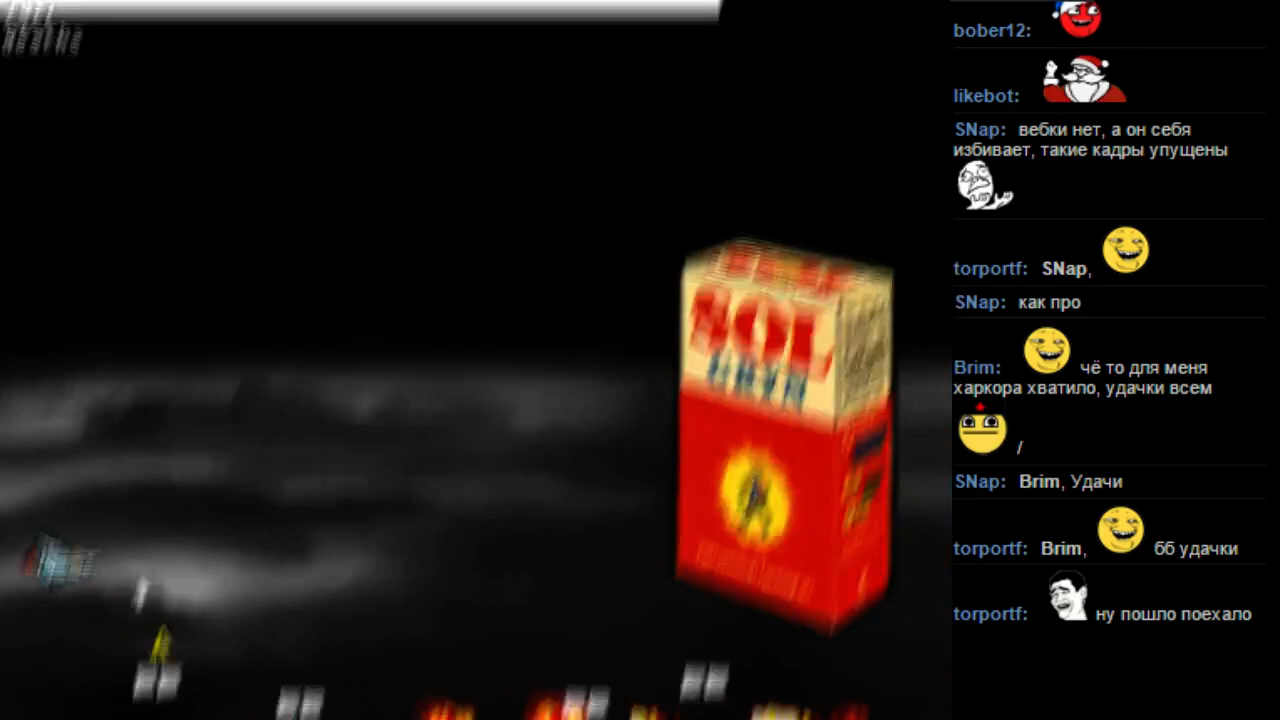 bober12:
likebot:
SNap: вебки нет, а он себя
избивает, такие кадры упущены
torportf: SNap,
SNap: как про
Brim: чё то для меня
харкора хватило, удачки всем
/
SNap: Brim, Удачи
torportf: Brim, бб удачки
torportf: ну пошло поехало